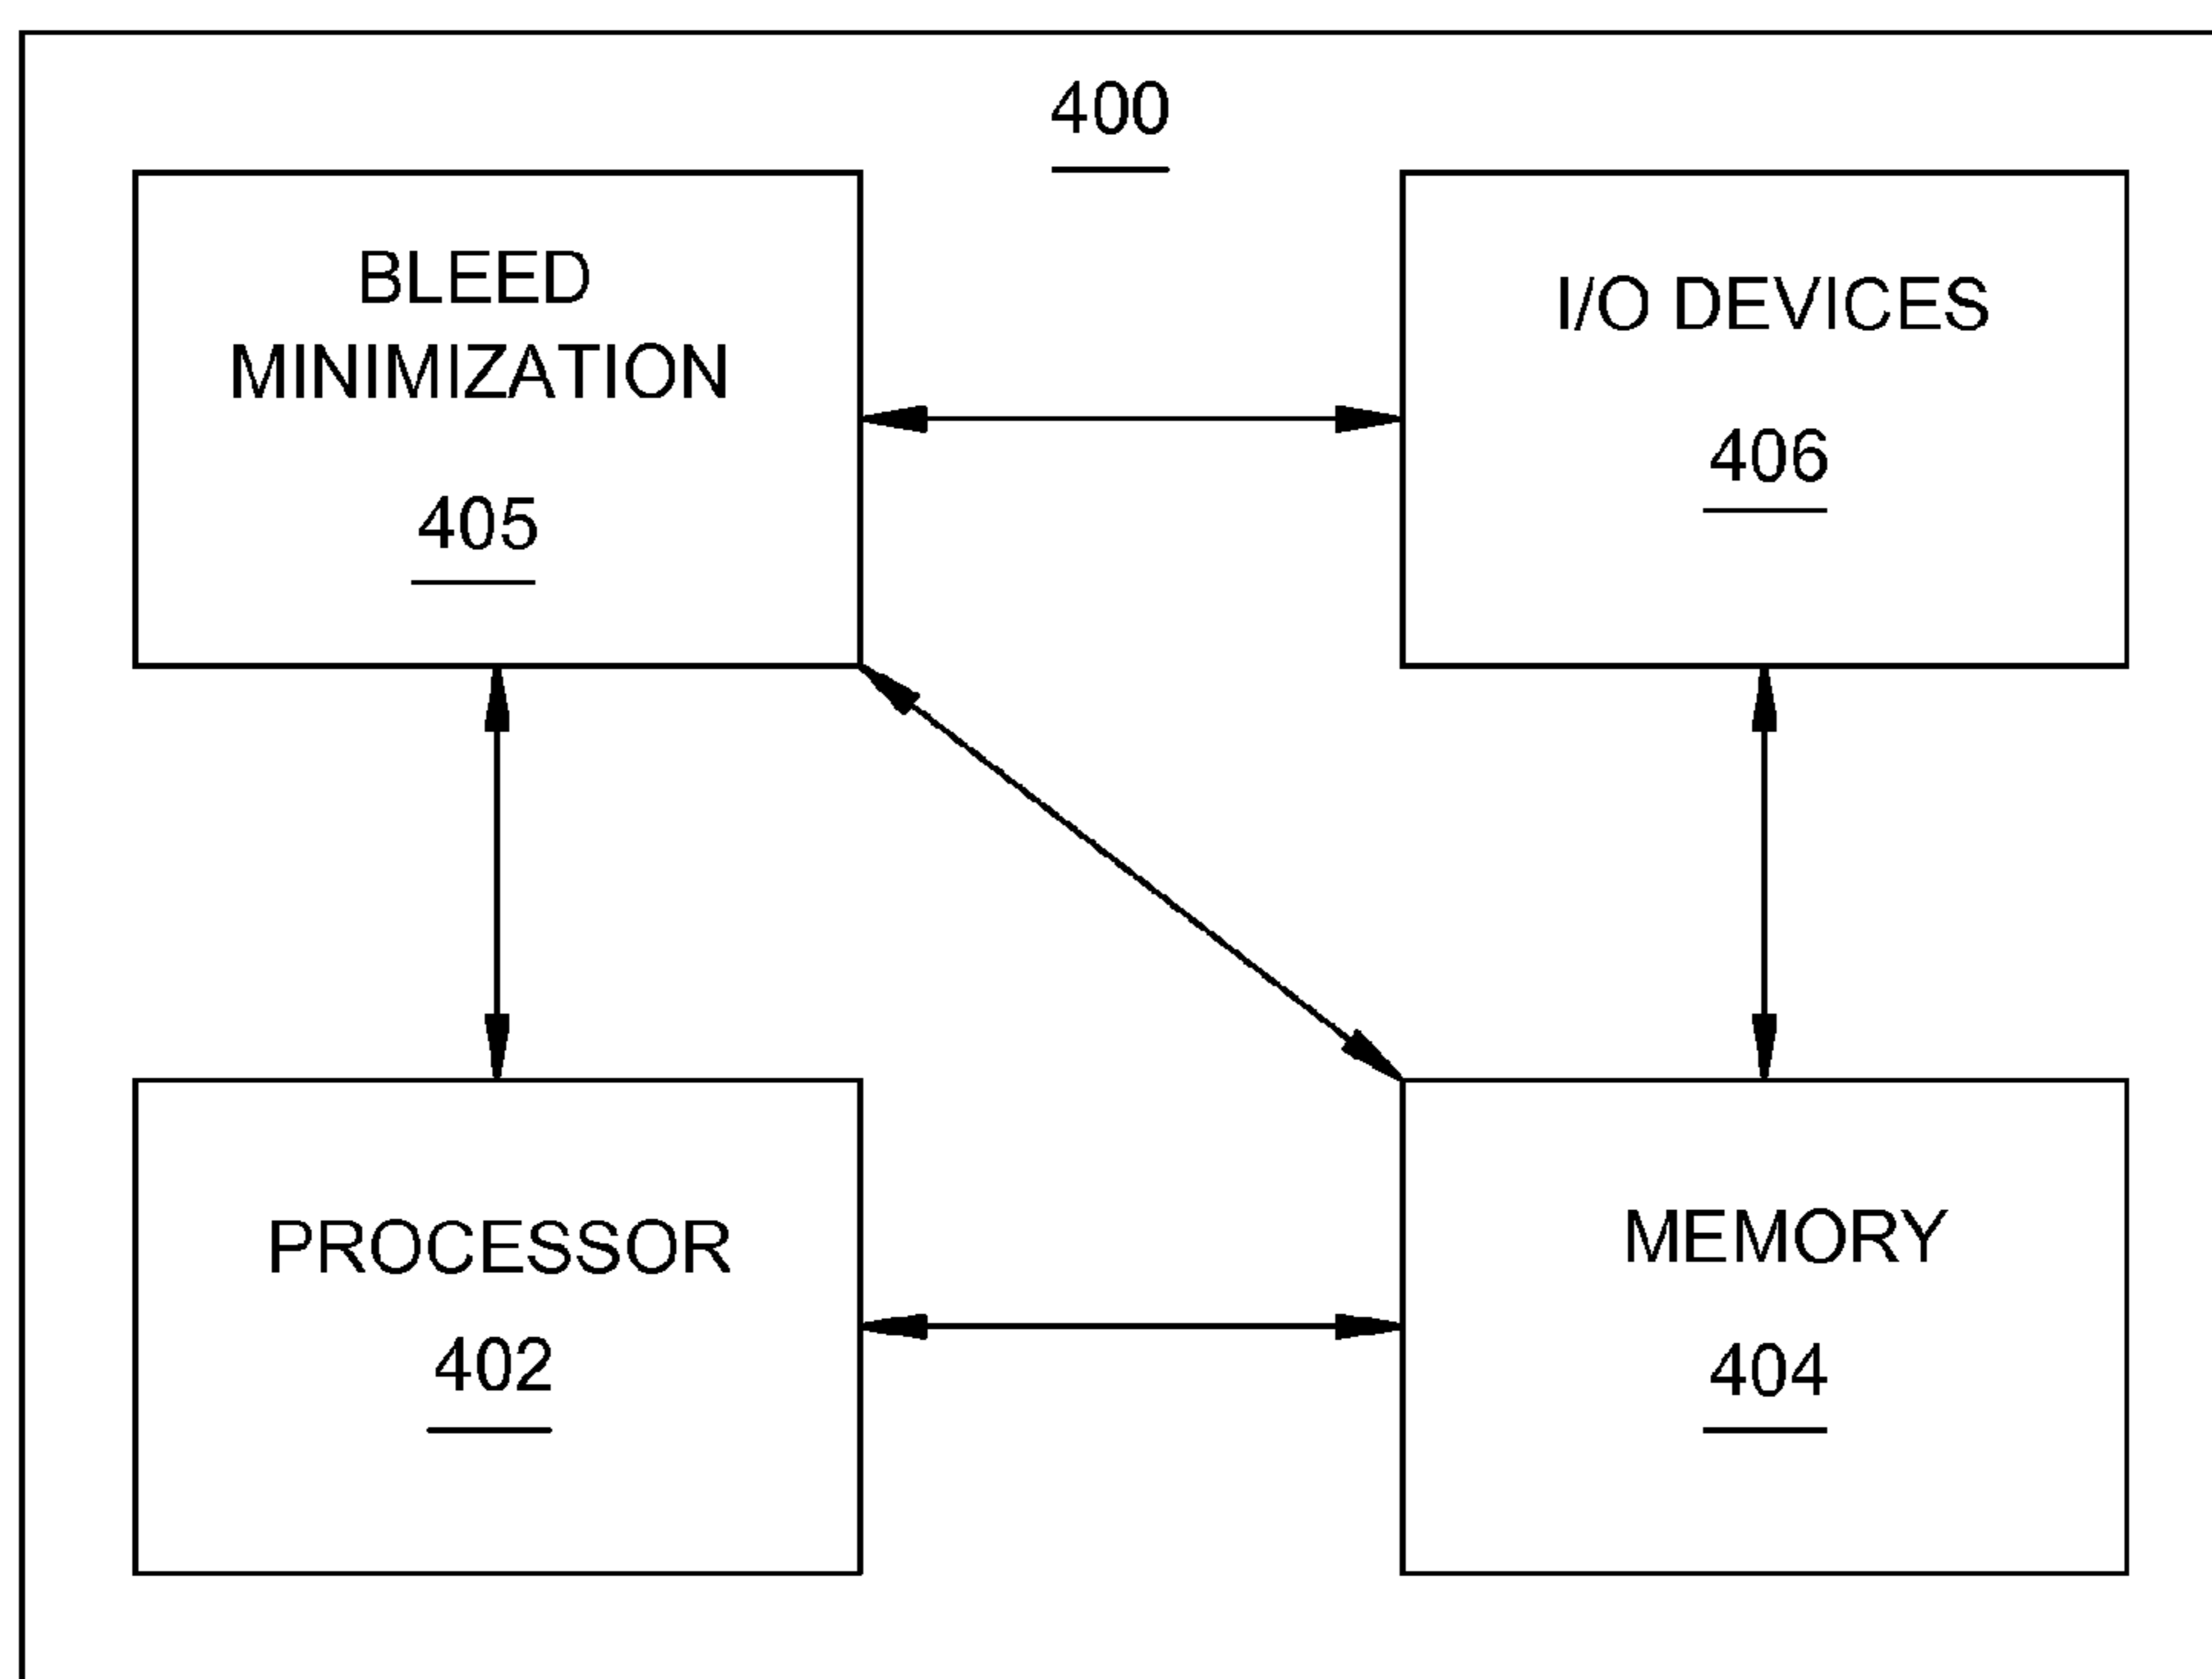 400
BLEED
MINIMIZATION
405
I/O DEVICES
406
PROCESSOR
402
MEMORY
404